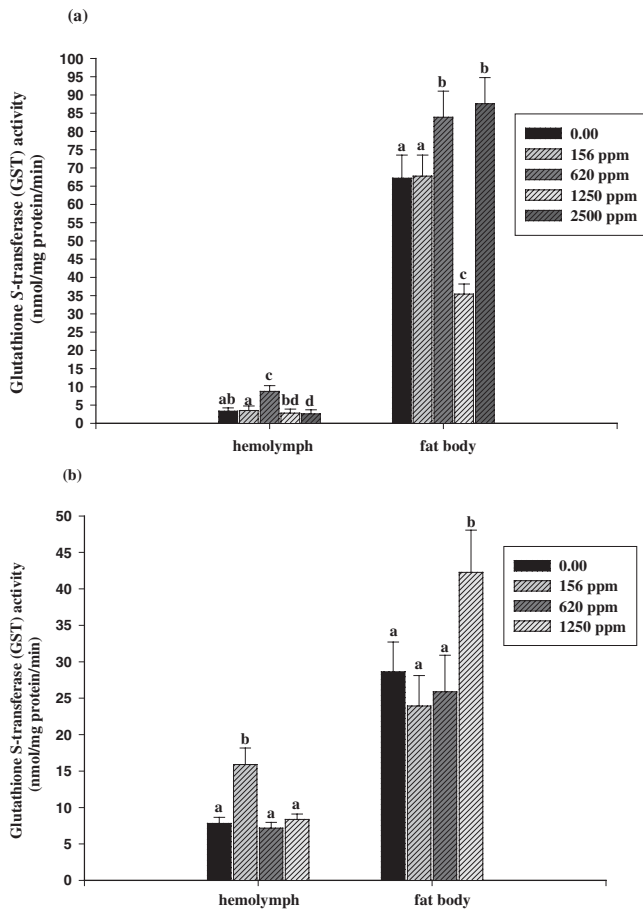 (a)
Glutathione S-transferase (GST) activity
(nmol/mg protein/min)
100
95
90
85
80
75
70
65
60
55
50
45
40
35
30
25
20
15
10
5
0
ab
a
c
bd
d
a
a
b
c
b
hemolymph
fat body
0.00
156 ppm
620 ppm
1250 ppm
2500 ppm
(b)
Glutathione S-transferase (GST) activity
(nmol/mg protein/min)
50
45
40
35
30
25
20
15
10
5
0
a
b
a
a
a
a
a
b
hemolymph
fat body
0.00
156 ppm
620 ppm
1250 ppm